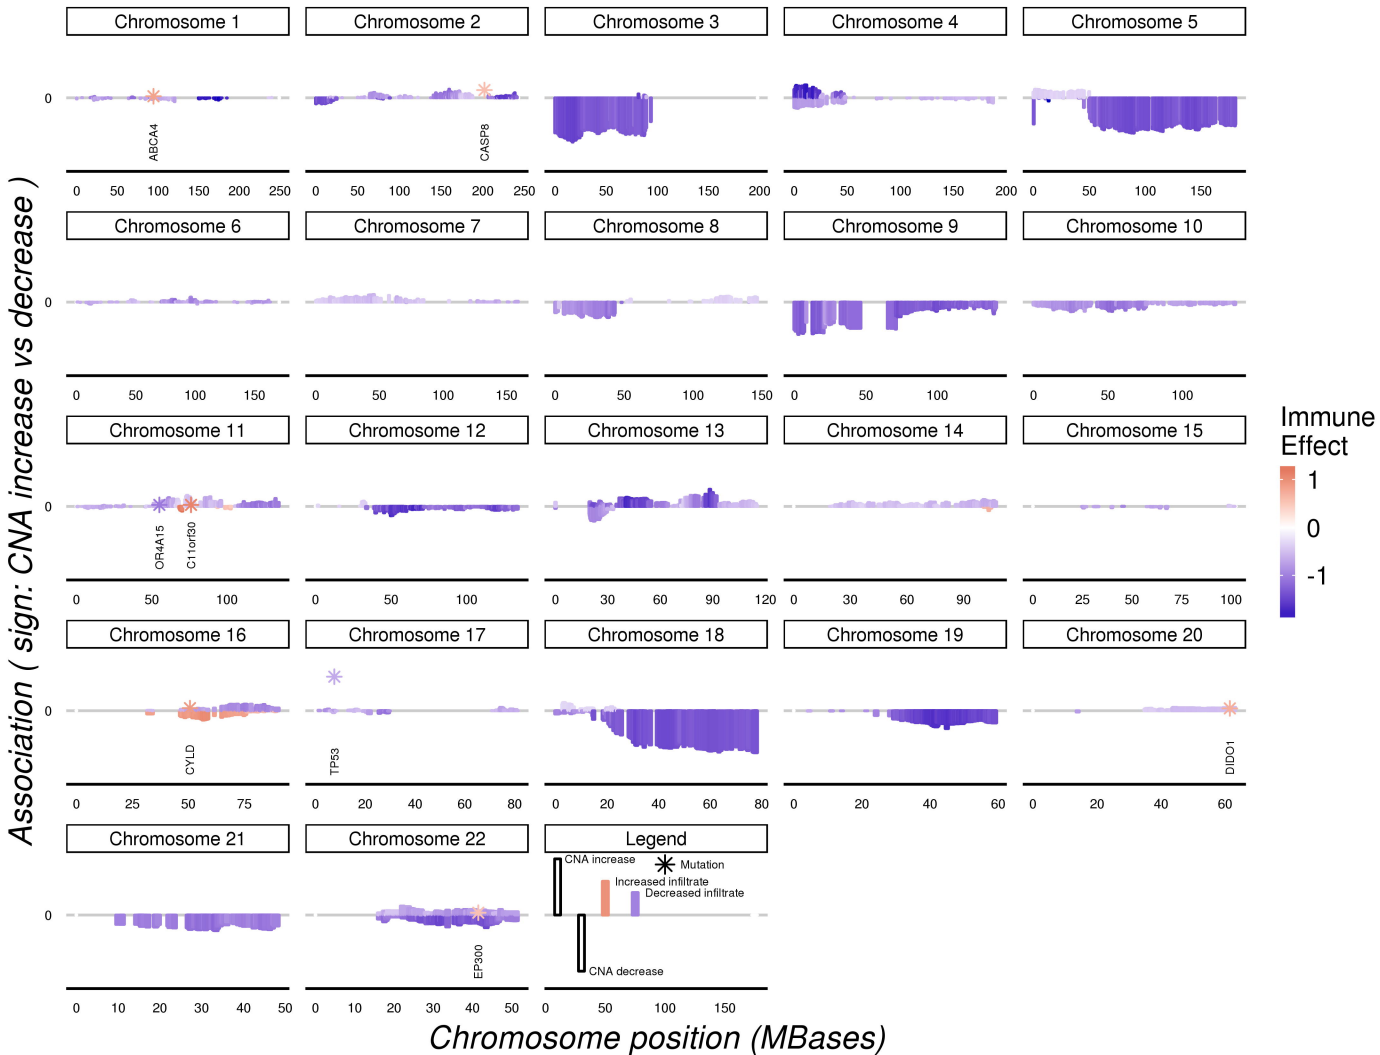 Chromosome 1
Chromosome 2
Chromosome 3
Chromosome 4
Chromosome 5
0
ABCA4
CASP8
0 50 100 150 200 250
0 50 100 150 200 250
0 50 100 150 200
0 50 100 150 200
0 50 100 150
Chromosome 6
Chromosome 7
Chromosome 8
Chromosome 9
Chromosome 10
0
0 50 100 150
0 50 100 150
0 50 100 150
0 50 100
0 50 100
Chromosome 11
Chromosome 12
Chromosome 13
Chromosome 14
Chromosome 15
0
OR4A15
C11orf30
0 50 100
0 50 100
0 30 60 90 120
0 30 60 90
0 25 50 75 100
Chromosome 16
Chromosome 17
Chromosome 18
Chromosome 19
Chromosome 20
0
CYLD
TP53
DIDO1
0 25 50 75
0 20 40 60 80
0 20 40 60 80
0 20 40 60
0 20 40 60
Chromosome 21
Chromosome 22
Legend
0
EP300
CNA increase
Mutation
Increased infiltrate
Decreased infiltrate
CNA decrease
0 10 20 30 40 50
0 10 20 30 40 50
0 50 100 150
Chromosome position (MBases)
Association ( sign: CNA increase vs decrease )
Immune
Effect
1
0
-1